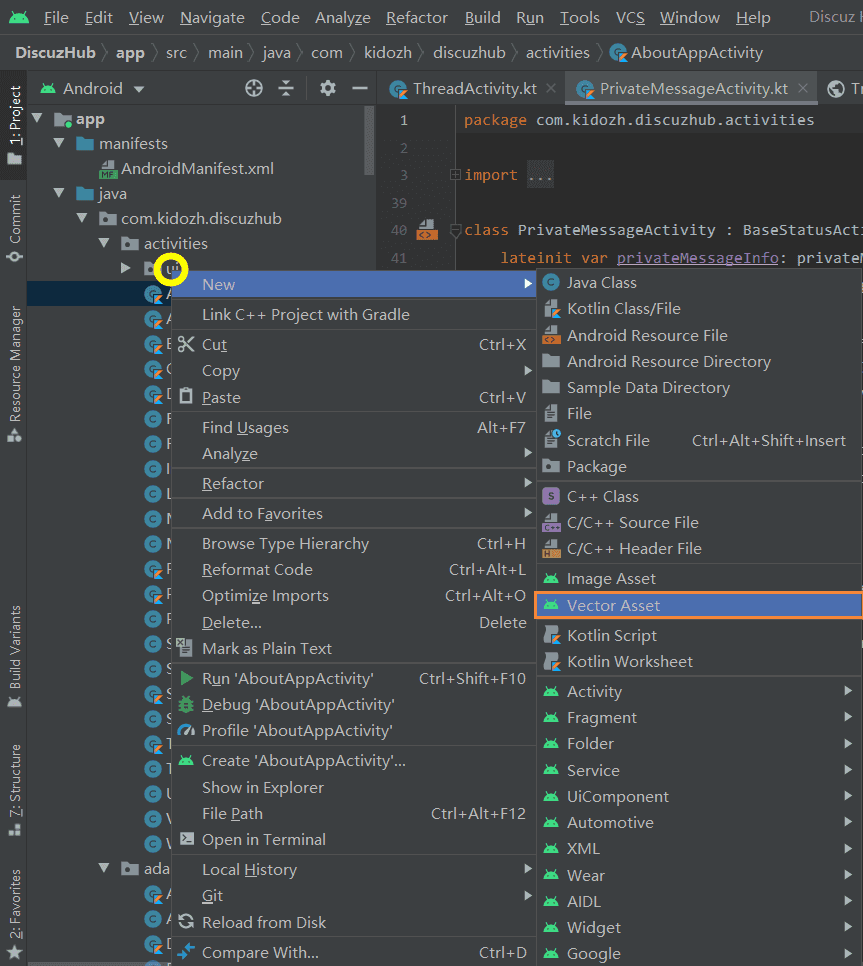 File Edit View Navigate Code Analyze Refactor Build Run Tools VCS Window Help Discuz
DiscuzHub app src main java com kidozh discuzhub activities AboutAppActivity
Android ThreadActivity.kt PrivateMessageActivity.kt
1: Project
Commit
Resource Manager
Build Variants
Z: Structure
2: Favorites
app
manifests
AndroidManifest.xml
java
com.kidozh.discuzhub
activities
ui
ada
1 package com.kidozh.discuzhub.activities
2
3 import ...
39
40 class PrivateMessageActivity : BaseStatusActi
41 lateinit var privateMessageInfo: privateM
New
Link C++ Project with Gradle
Cut Ctrl+X
Copy
Paste Ctrl+V
Find Usages Alt+F7
Analyze
Refactor
Add to Favorites
Browse Type Hierarchy Ctrl+H
Reformat Code Ctrl+Alt+L
Optimize Imports Ctrl+Alt+O
Delete... Delete
Mark as Plain Text
Run 'AboutAppActivity' Ctrl+Shift+F10
Debug 'AboutAppActivity'
Profile 'AboutAppActivity'
Create 'AboutAppActivity'...
Show in Explorer
File Path Ctrl+Alt+F12
Open in Terminal
Local History
Git
Reload from Disk
Compare With... Ctrl+D
Java Class
Kotlin Class/File
Android Resource File
Android Resource Directory
Sample Data Directory
File
Scratch File Ctrl+Alt+Shift+Insert
Package
C++ Class
C/C++ Source File
C/C++ Header File
Image Asset
Vector Asset
Kotlin Script
Kotlin Worksheet
Activity
Fragment
Folder
Service
UiComponent
Automotive
XML
Wear
AIDL
Widget
Google